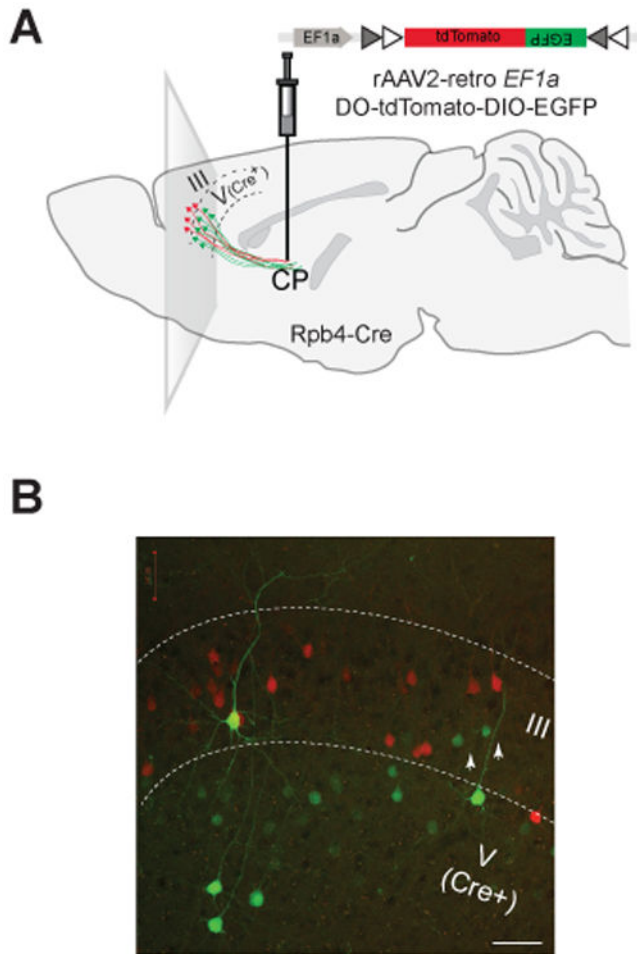 A
EF1a
tdTomato
EGFP
rAAV2-retro EF1a
DO-tdTomato-DIO-EGFP
III
V(Cre+)
CP
Rpb4-Cre
B
III
V
(Cre+)